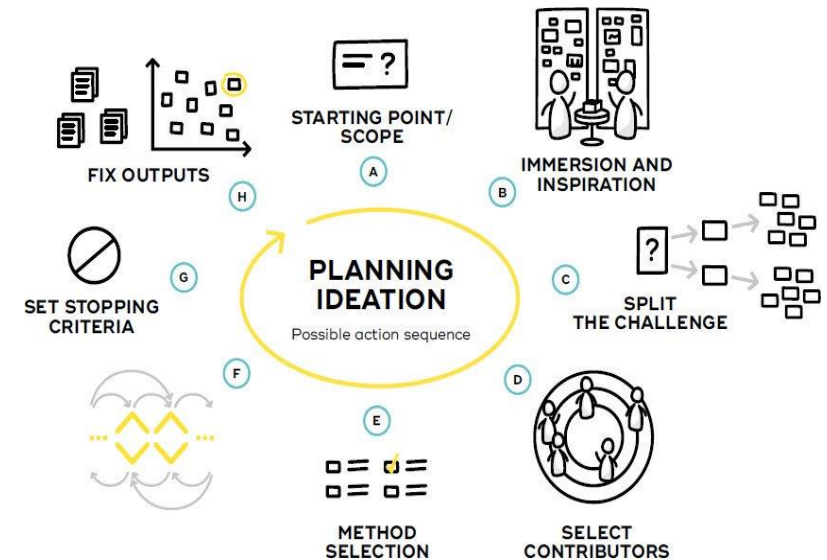 STARTING POINT/
SCOPE
A
IMMERSION AND
INSPIRATION
B
?
SPLIT
THE CHALLENGE
C
SELECT
CONTRIBUTORS
D
METHOD
SELECTION
E
F
SET STOPPING
CRITERIA
G
FIX OUTPUTS
H
?
PLANNING
IDEATION
Possible action sequence